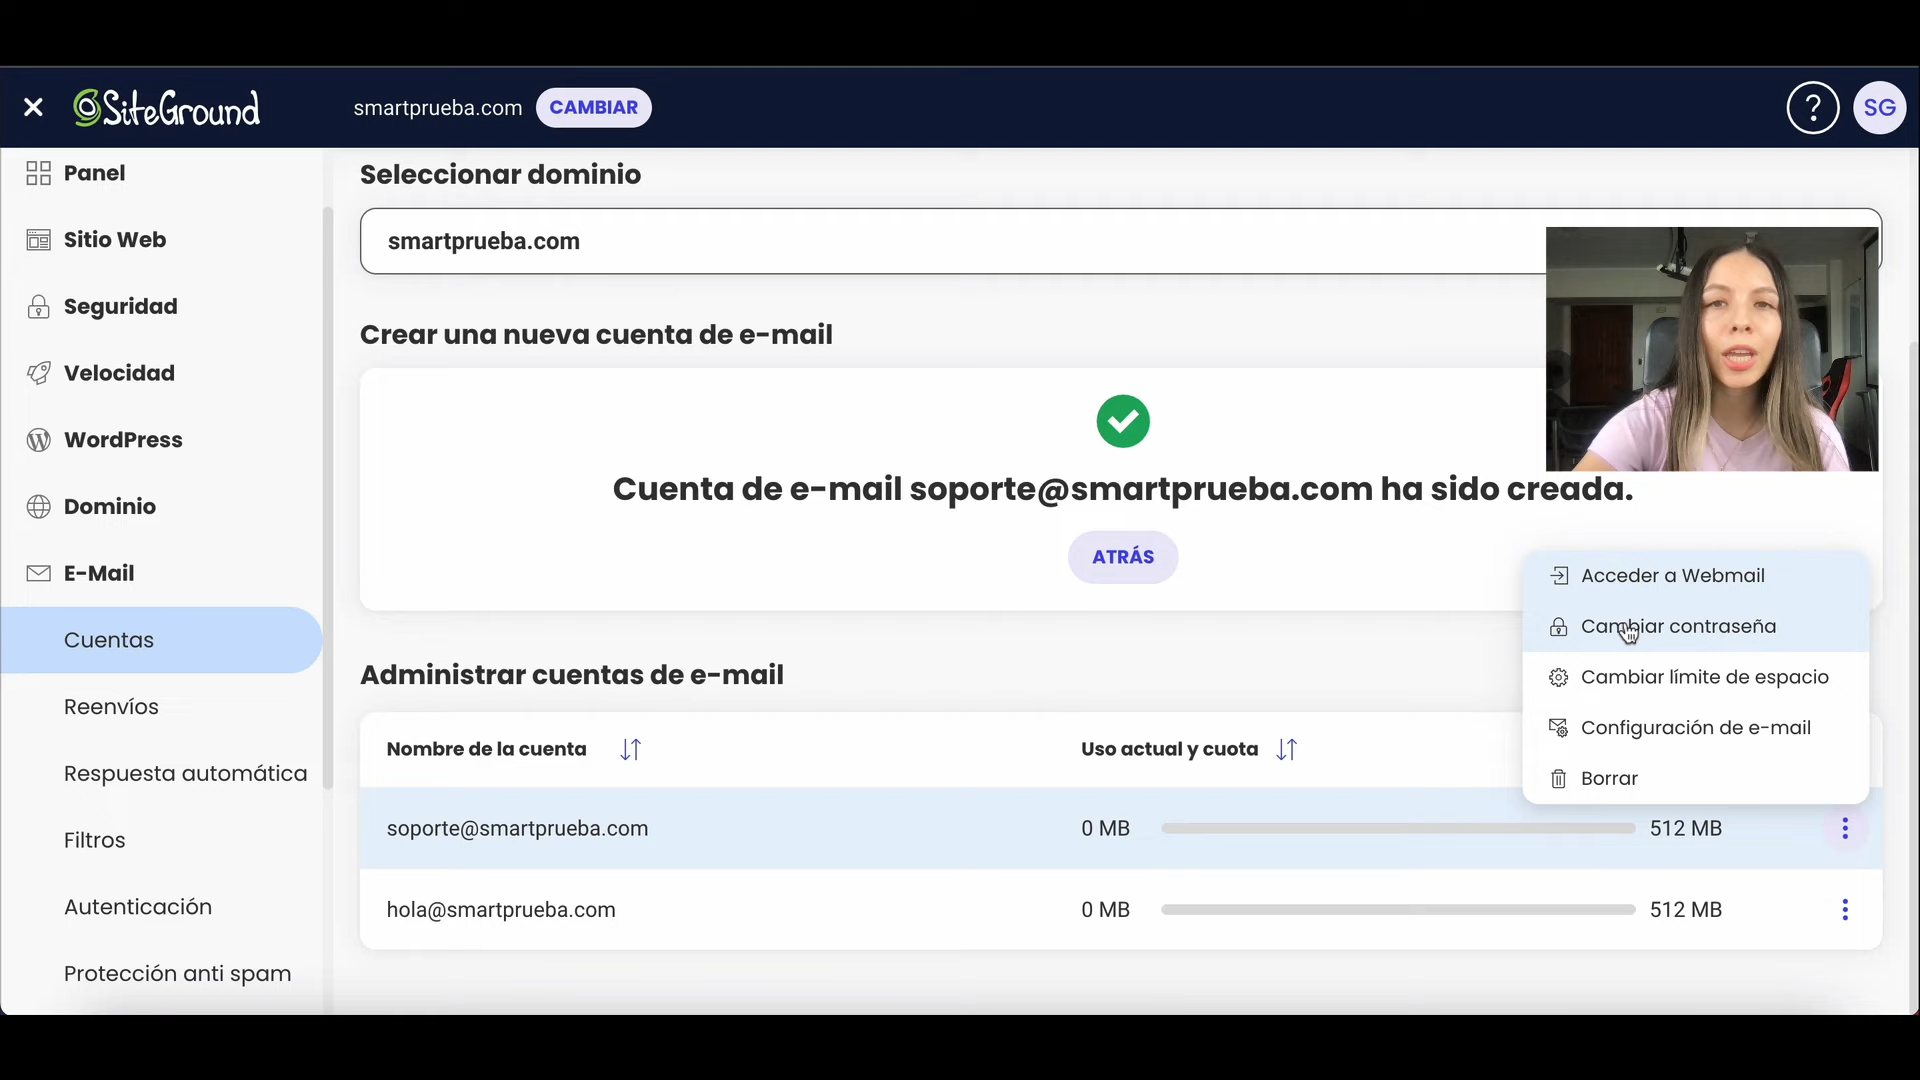 SiteGround
smartprueba.com CAMBIAR
? SG
Panel
Sitio Web
Seguridad
Velocidad
WordPress
Dominio
E-Mail
Cuentas
Reenvíos
Respuesta automática
Filtros
Autenticación
Protección anti spam
Seleccionar dominio
smartprueba.com
Crear una nueva cuenta de e-mail
Cuenta de e-mail soporte@smartprueba.com ha sido creada.
ATRÁS
Acceder a Webmail
Cambiar contraseña
Cambiar límite de espacio
Configuración de e-mail
Borrar
Administrar cuentas de e-mail
Nombre de la cuenta Uso actual y cuota
soporte@smartprueba.com 0 MB 512 MB
hola@smartprueba.com 0 MB 512 MB